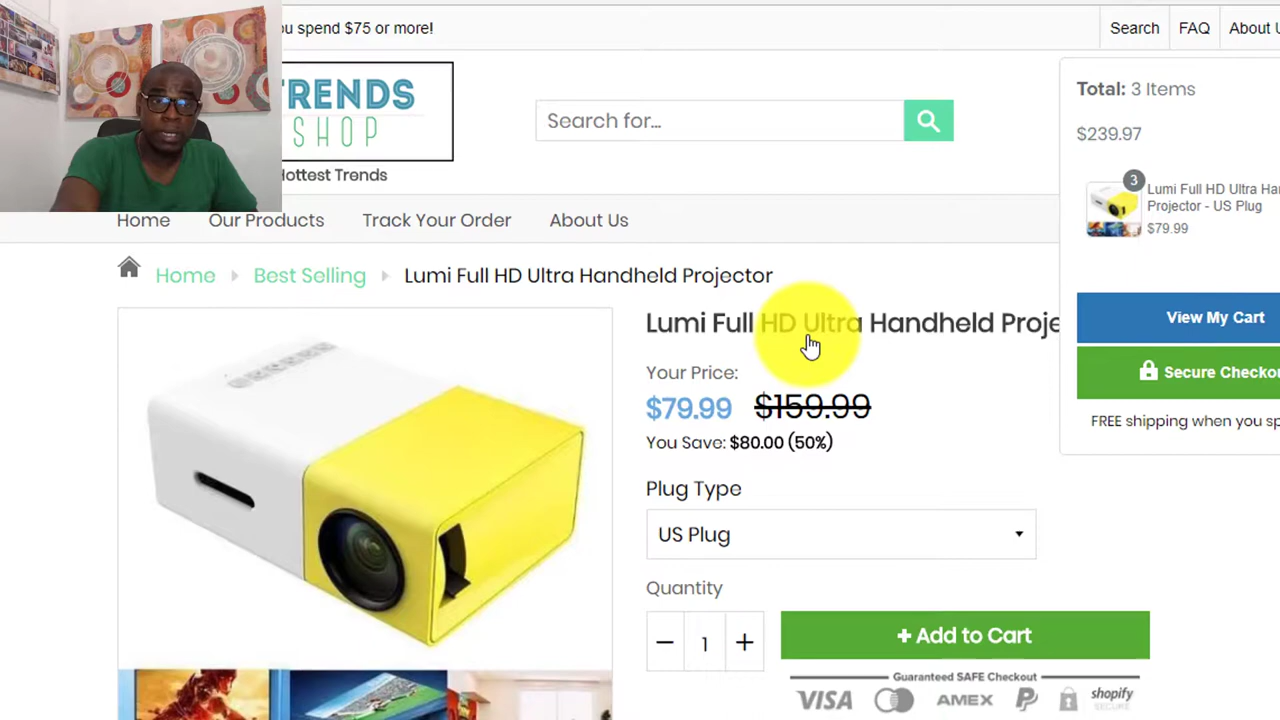 ou spend $75 or more!
Search
FAQ
About U
TRENDS
SHOP
Hottest Trends
Search for...
Total: 3 Items
$239.97
3
Lumi Full HD Ultra Ha
Projector - US Plug
$79.99
Home
Our Products
Track Your Order
About Us
View My Cart
Secure Checkou
FREE shipping when you sp
Home
Best Selling
Lumi Full HD Ultra Handheld Projector
Lumi Full HD Ultra Handheld Proje
Your Price:
$79.99 $159.99
You Save: $80.00 (50%)
Plug Type
US Plug
Quantity
− 1 +
+ Add to Cart
Guaranteed SAFE Checkout
VISA
AMEX
shopify
SECURE